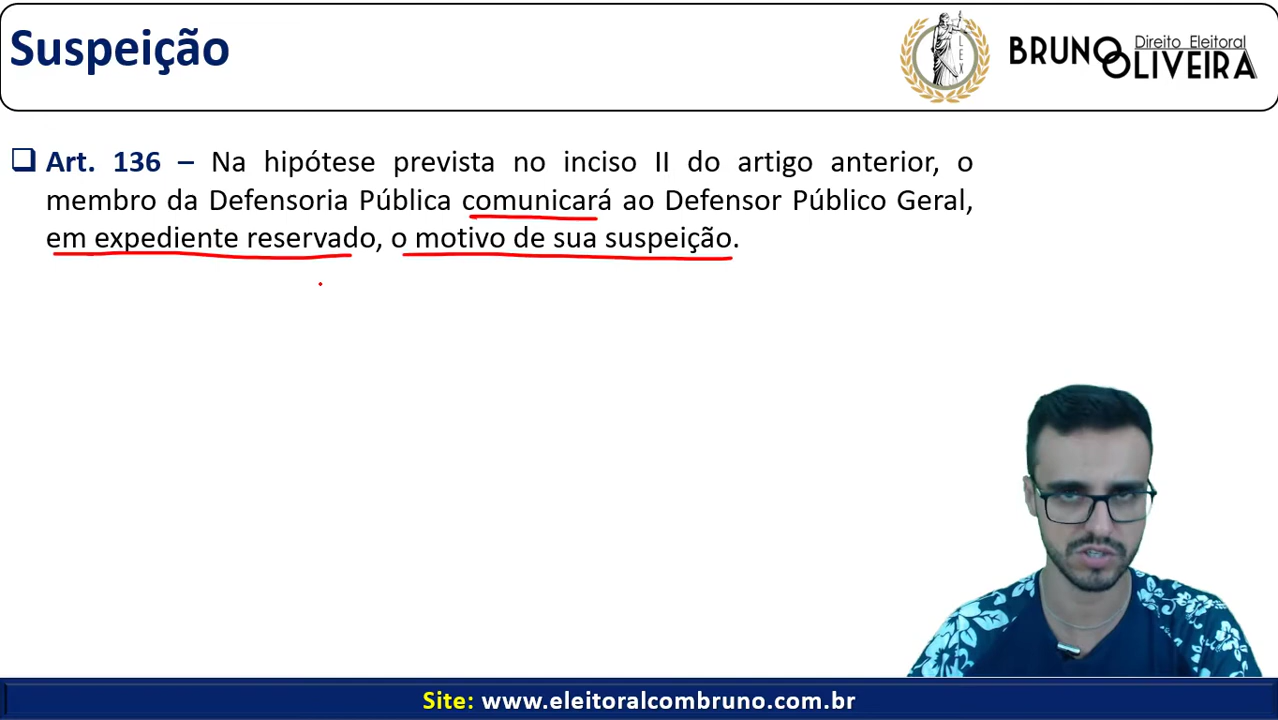 Suspeição
LEX
BRUNO
Direito Eleitoral
OLIVEIRA
Art. 136 – Na hipótese prevista no inciso II do artigo anterior, o
membro da Defensoria Pública comunicará ao Defensor Público Geral,
em expediente reservado, o motivo de sua suspeição.
Site: www.eleitoralcombruno.com.br